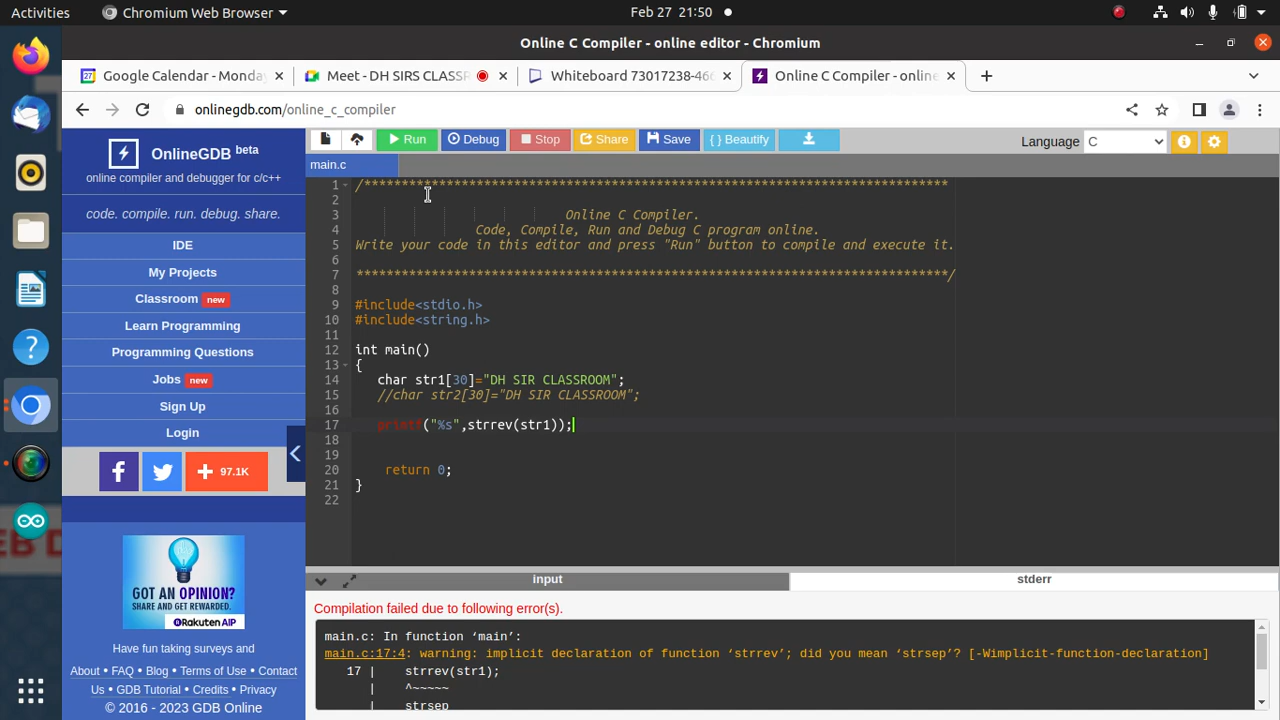 Activities
Chromium Web Browser
Feb 27 21:50
Online C Compiler - online editor - Chromium
27
Google Calendar - Monday
Meet - DH SIRS CLASSR
Whiteboard 73017238-46
Online C Compiler - online
onlinegdb.com/online_c_compiler
Run
Debug
Stop
Share
Save
{ } Beautify
Language
C
OnlineGDB beta
online compiler and debugger for c/c++
code. compile. run. debug. share.
IDE
My Projects
Classroom new
Learn Programming
Programming Questions
Jobs new
Sign Up
Login
97.1K
GOT AN OPINION?
SHARE AND GET REWARDED.
Rakuten AIP
Have fun taking surveys and
About • FAQ • Blog • Terms of Use • Contact
Us • GDB Tutorial • Credits • Privacy
© 2016 - 2023 GDB Online
main.c
1 /******************************************************************************
2
3 Online C Compiler.
4 Code, Compile, Run and Debug C program online.
5 Write your code in this editor and press "Run" button to compile and execute it.
6
7 *******************************************************************************/
8
9 #include<stdio.h>
10 #include<string.h>
11
12 int main()
13 {
14 char str1[30]="DH SIR CLASSROOM";
15 //char str2[30]="DH SIR CLASSROOM";
16
17 printf("%s",strrev(str1));
18
19
20 return 0;
21 }
22
input
stderr
Compilation failed due to following error(s).
main.c: In function ‘main’:
main.c:17:4: warning: implicit declaration of function ‘strrev’; did you mean ‘strsep’? [-Wimplicit-function-declaration]
17 | strrev(str1);
| ^~~~~~
| strsep